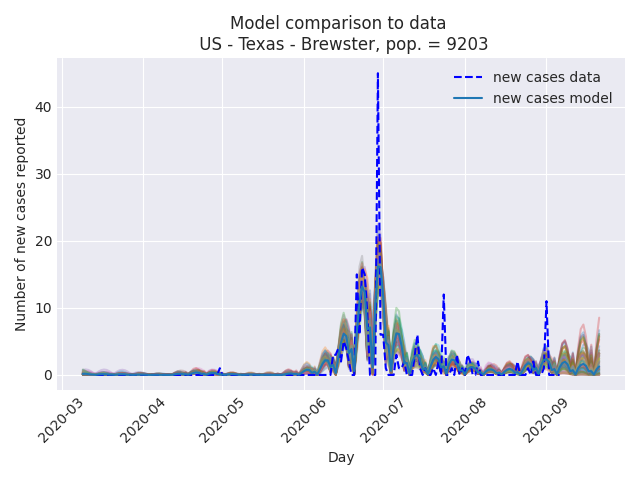 Model comparison to data
US - Texas - Brewster, pop. = 9203
new cases data
new cases model
Number of new cases reported
40
30
20
10
0
2020-03
2020-04
2020-05
2020-06
2020-07
2020-08
2020-09
Day